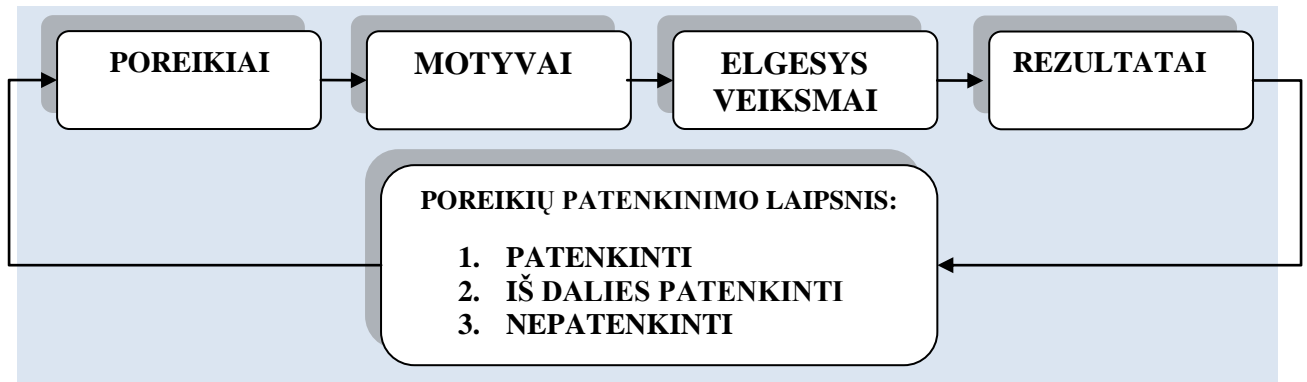 POREIKIAI
MOTYVAI
ELGESYS
VEIKSMAI
REZULTATAI
POREIKIŲ PATENKINIMO LAIPSNIS:
1. PATENKINTI
2. IŠ DALIES PATENKINTI
3. NEPATENKINTI